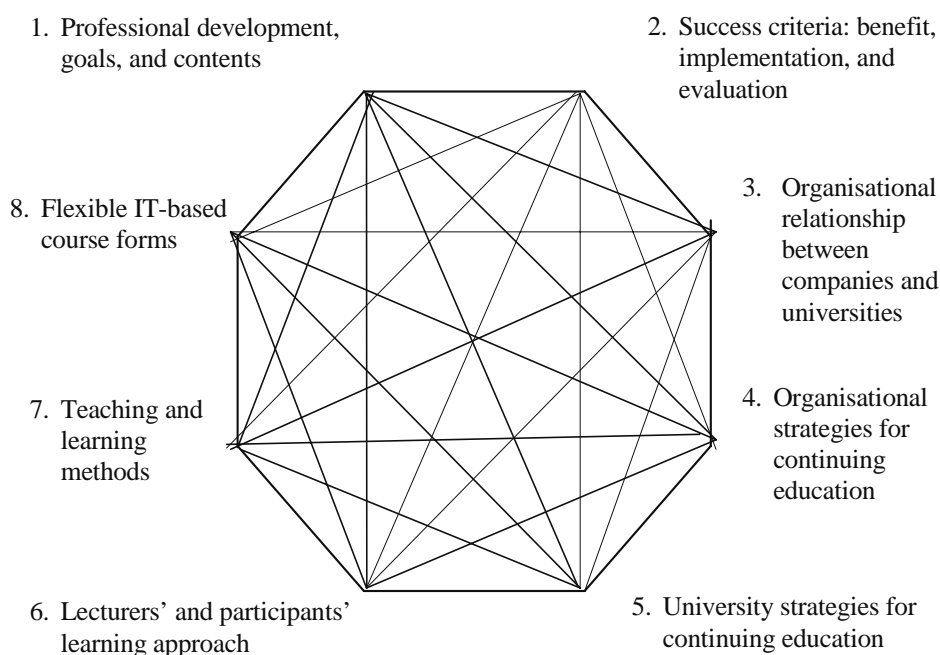 1. Professional development,
goals, and contents
2. Success criteria: benefit,
implementation, and
evaluation
3. Organisational
relationship
between
companies and
universities
4. Organisational
strategies for
continuing
education
5. University strategies for
continuing education
6. Lecturers’ and participants’
learning approach
7. Teaching and
learning
methods
8. Flexible IT-based
course forms